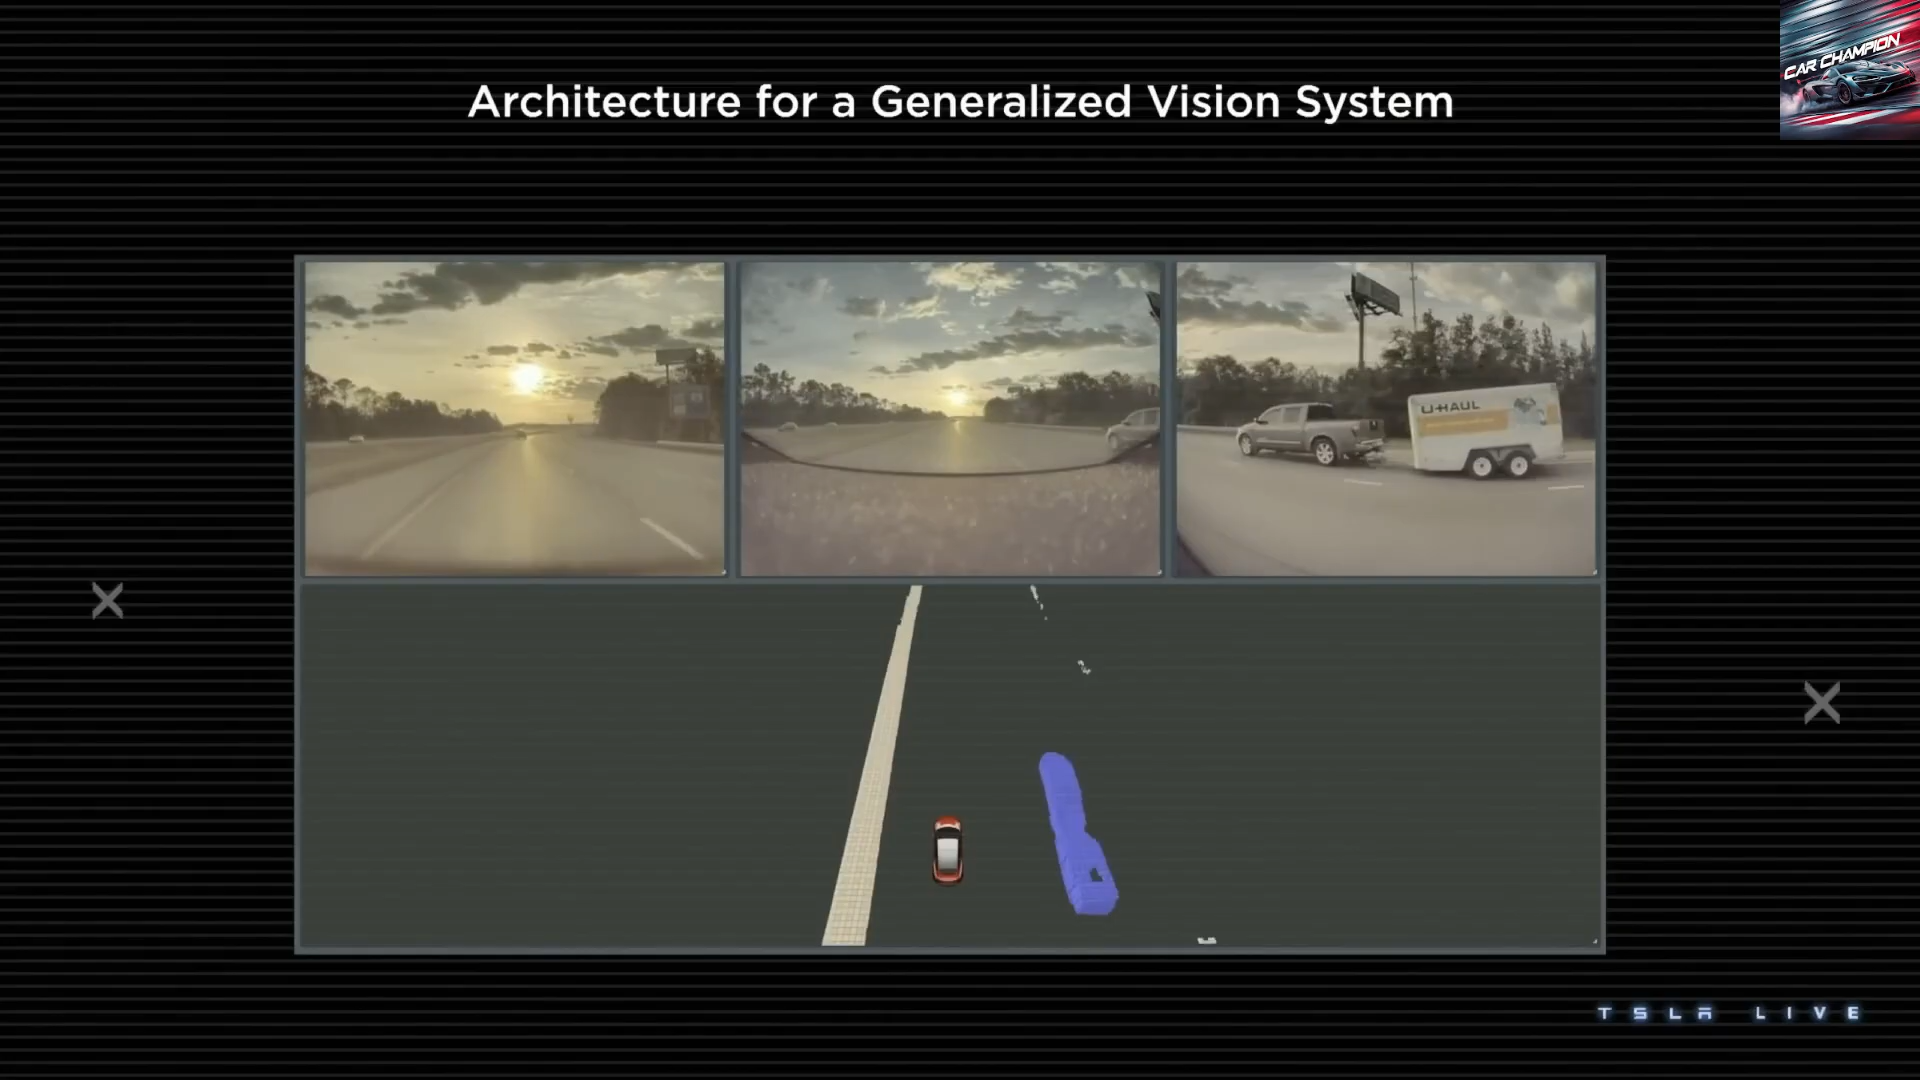 CAR CHAMPION
Architecture for a Generalized Vision System
U-HAUL
TSLA LIVE